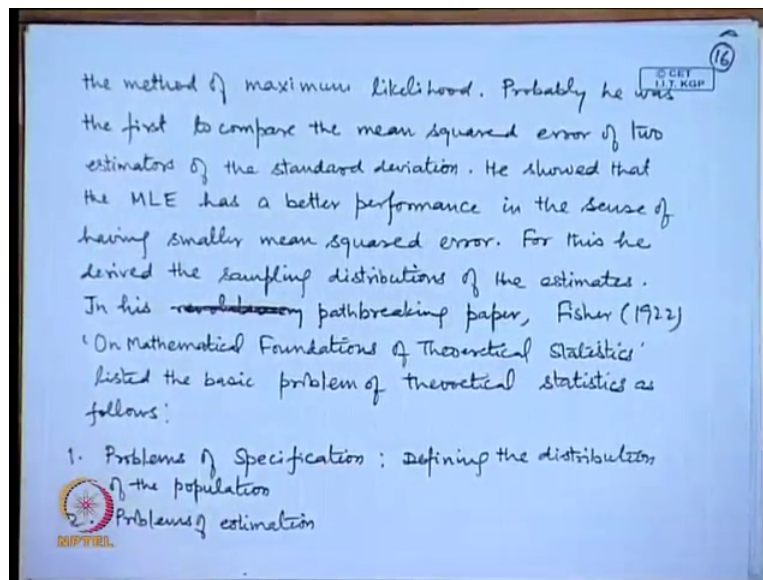 16
© CET
I.I.T. KGP
the method of maximum likelihood. Probably he was
the first to compare the mean squared error of two
estimators of the standard deviation. He showed that
the MLE has a better performance in the sense of
having smaller mean squared error. For this he
derived the sampling distributions of the estimates.
In his pathbreaking paper, Fisher (1922)
'On Mathematical Foundations of Theoretical Statistics'
listed the basic problem of theoretical statistics as
follows:
1. Problems of Specification : Defining the distribution
of the population
2. Problems of estimation
NPTEL